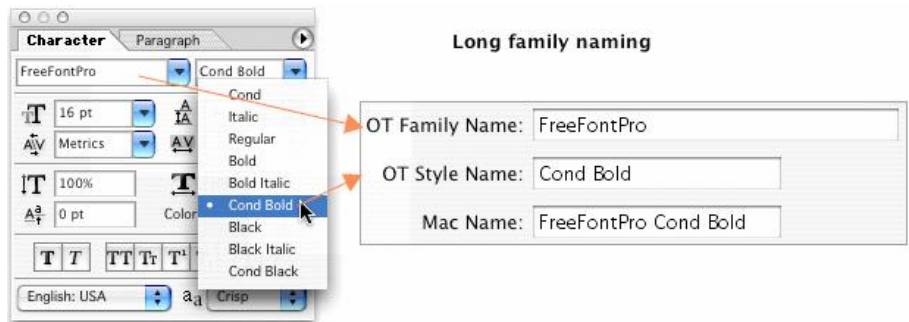 Character Paragraph
FreeFontPro Cond Bold
16 pt
Metrics
100%
0 pt Color
English: USA aa Crisp
Cond
Italic
Regular
Bold
Bold Italic
Cond Bold
Black
Black Italic
Cond Black
Long family naming
OT Family Name: FreeFontPro
OT Style Name: Cond Bold
Mac Name: FreeFontPro Cond Bold